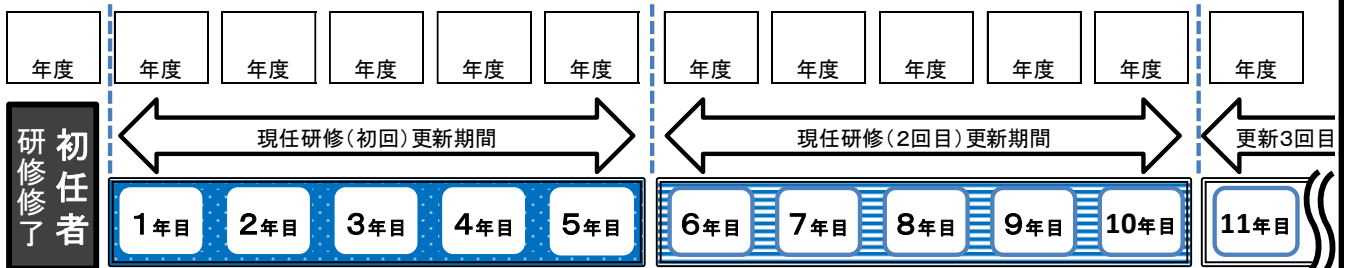 年度 年度 年度 年度 年度 年度 年度 年度 年度 年度 年度 年度
初任者
研修修了
現任研修(初回)更新期間 現任研修(2回目)更新期間 更新3回目
1年目 2年目 3年目 4年目 5年目 6年目 7年目 8年目 9年目 10年目 11年目